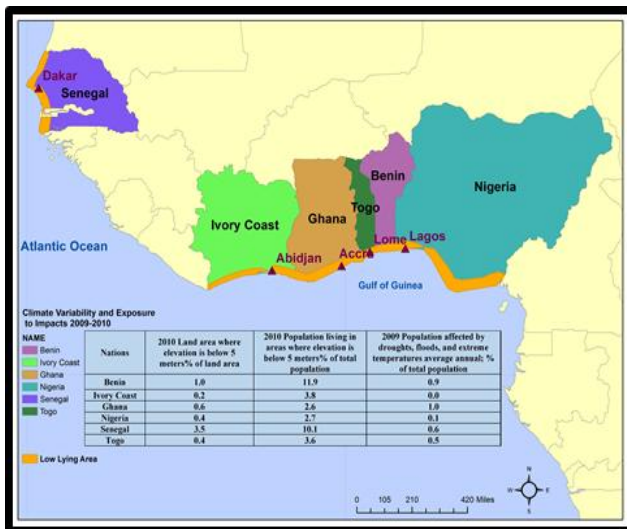 Dakar
Senegal
Benin
Nigeria
Ghana
Togo
Ivory Coast
Lome
Lagos
Accra
Abidjan
Atlantic Ocean
Gulf of Guinea
Climate Variability and Exposure
to Impacts 2009-2010
NAME
Benin
Ivory Coast
Ghana
Nigeria
Senegal
Togo
Low Lying Area
Nations
2010 Land area where
elevation is below 5
meters% of land area
2010 Population living in
areas where elevation is
below 5 meters% of total
population
2009 Population affected by
droughts, floods, and extreme
temperatures average annual; %
of total population
Benin 1.0 11.9 0.9
Ivory Coast 0.2 3.8 0.0
Ghana 0.6 2.6 1.0
Nigeria 0.4 2.7 0.1
Senegal 3.5 10.1 0.6
Togo 0.4 3.6 0.5
N
W E
S
0 105 210 420 Miles